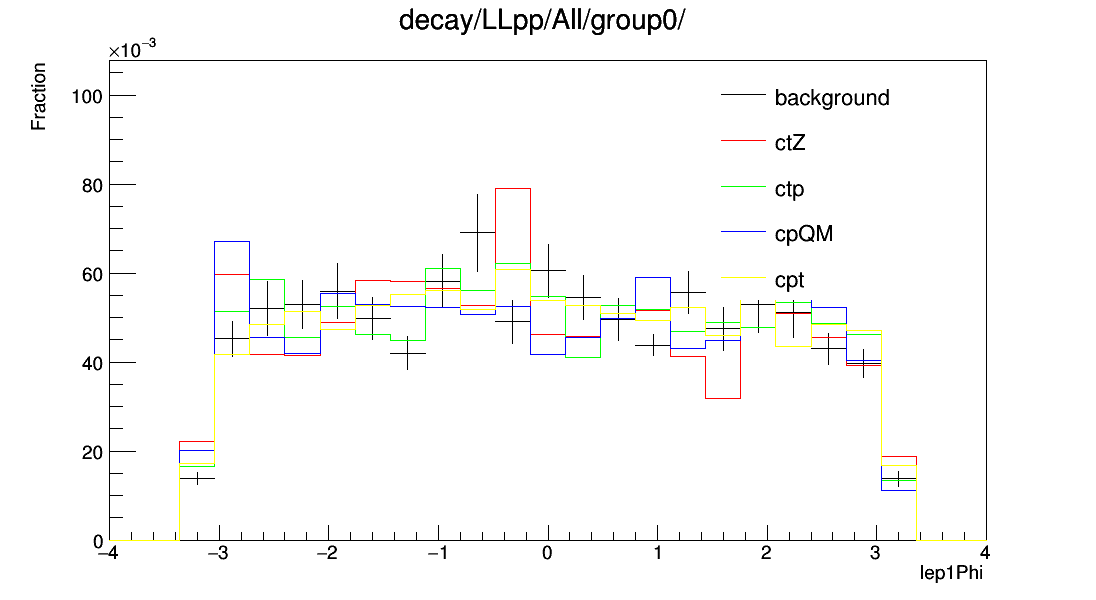 decay/LLpp/All/group0/
×10⁻³
Fraction
100
80
60
40
20
0
background
ctZ
ctp
cpQM
cpt
−4
−3
−2
−1
0
1
2
3
4
lep1Phi